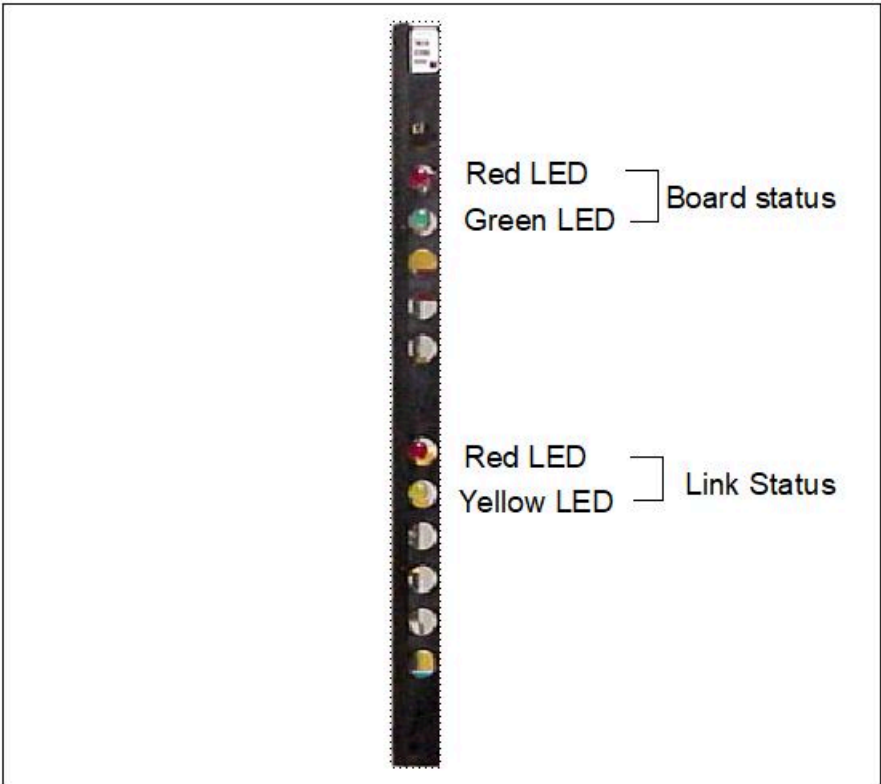 Red LED
Green LED
Board status
Red LED
Yellow LED
Link Status